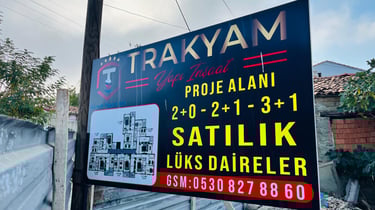 TRAKYAM
Yapı İnşaat
PROJE ALANI
2+0 - 2+1 - 3+1
SATILIK
LÜKS DAİRELER
GSM: 0530 827 88 60